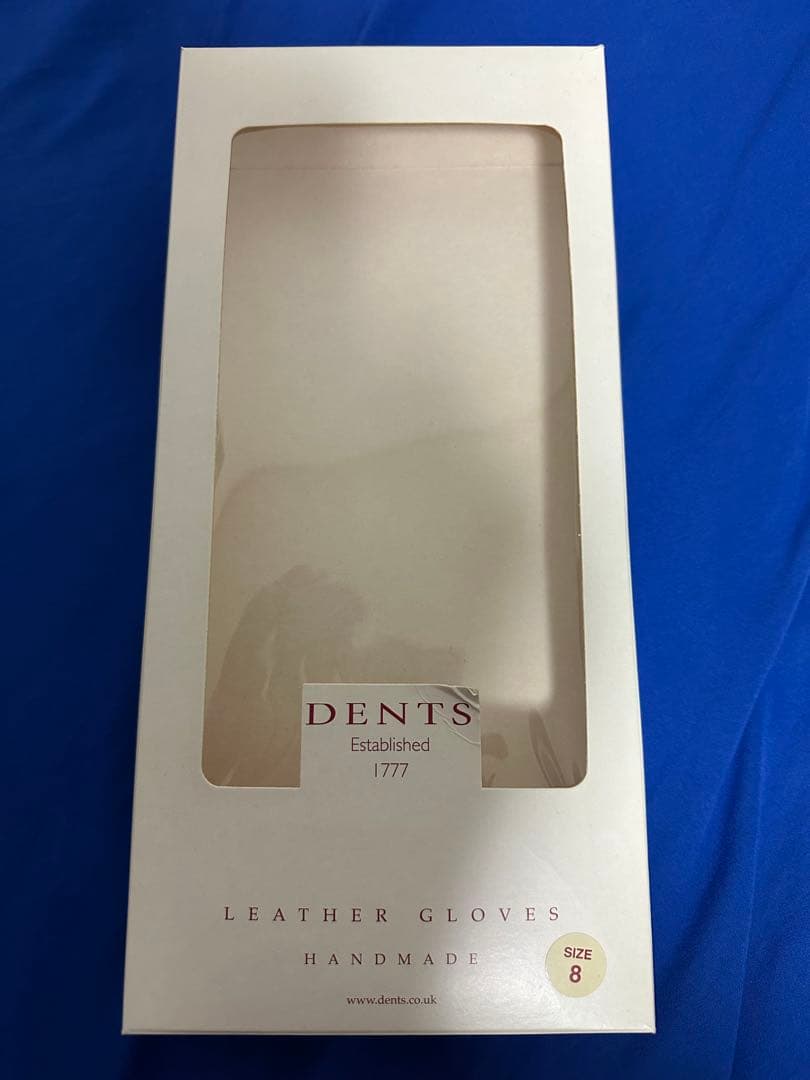 DENTS
Established
1777
LEATHER GLOVES
HANDMADE
SIZE
8
www.dents.co.uk